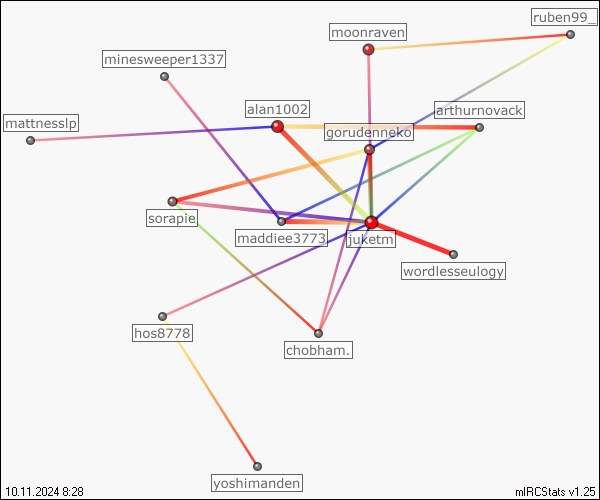 ruben99_
moonraven
minesweeper1337
alan1002
arthurnovack
mattnesslp
gorudenneko
sorapie
maddiee3773
juketm
wordlesseulogy
hos8778
chobham.
yoshimanden
10.11.2024 8:28
mIRCStats v1.25